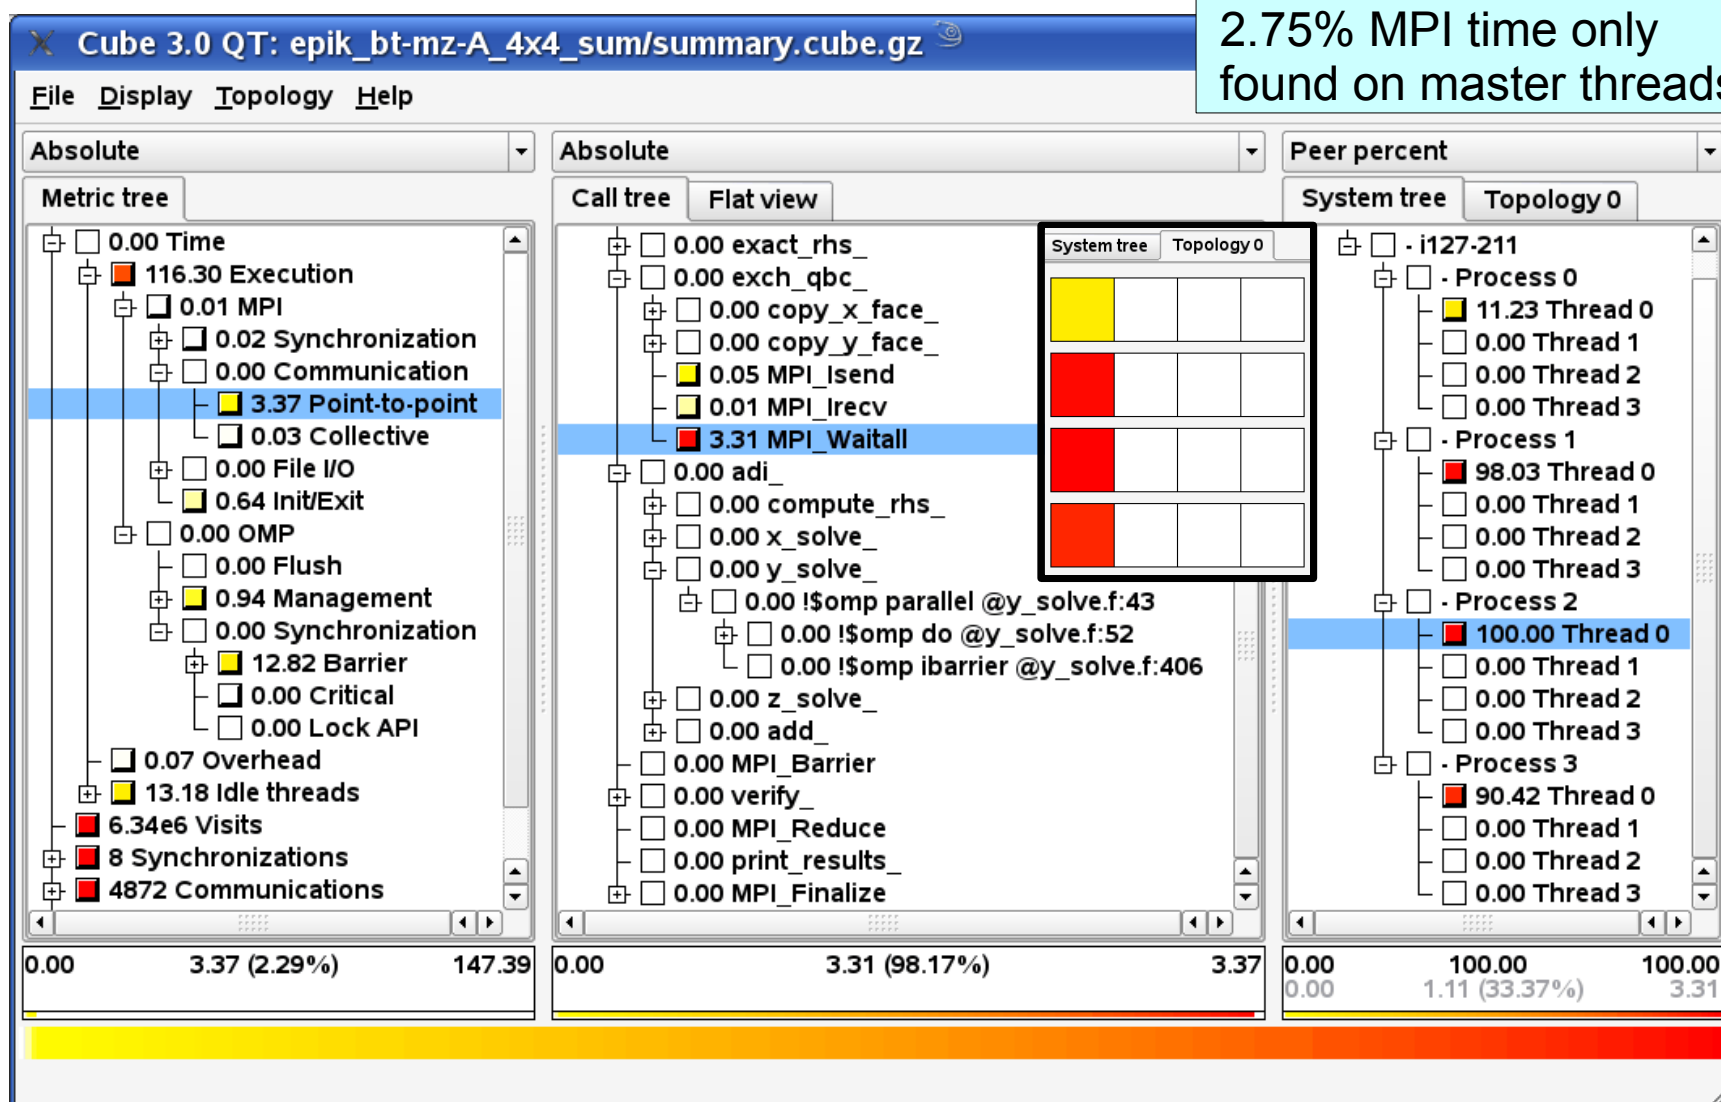 2.75% MPI time only
found on master threads
Cube 3.0 QT: epik_bt-mz-A_4x4_sum/summary.cube.gz
File Display Topology Help
Absolute
Metric tree
0.00 Time
116.30 Execution
0.01 MPI
0.02 Synchronization
0.00 Communication
3.37 Point-to-point
0.03 Collective
0.00 File I/O
0.64 Init/Exit
0.00 OMP
0.00 Flush
0.94 Management
0.00 Synchronization
12.82 Barrier
0.00 Critical
0.00 Lock API
0.07 Overhead
13.18 Idle threads
6.34e6 Visits
8 Synchronizations
4872 Communications
0.00 3.37 (2.29%) 147.39
Absolute
Call tree Flat view
0.00 exact_rhs_
0.00 exch_qbc_
0.00 copy_x_face_
0.00 copy_y_face_
0.05 MPI_Isend
0.01 MPI_Irecv
3.31 MPI_Waitall
0.00 adi_
0.00 compute_rhs_
0.00 x_solve_
0.00 y_solve_
0.00 !$omp parallel @y_solve.f:43
0.00 !$omp do @y_solve.f:52
0.00 !$omp ibarrier @y_solve.f:406
0.00 z_solve_
0.00 add_
0.00 MPI_Barrier
0.00 verify_
0.00 MPI_Reduce
0.00 print_results_
0.00 MPI_Finalize
0.00 3.31 (98.17%) 3.37
System tree Topology 0
Peer percent
System tree Topology 0
- i127-211
- Process 0
11.23 Thread 0
0.00 Thread 1
0.00 Thread 2
0.00 Thread 3
- Process 1
98.03 Thread 0
0.00 Thread 1
0.00 Thread 2
0.00 Thread 3
- Process 2
100.00 Thread 0
0.00 Thread 1
0.00 Thread 2
0.00 Thread 3
- Process 3
90.42 Thread 0
0.00 Thread 1
0.00 Thread 2
0.00 Thread 3
0.00 100.00 100.00
0.00 1.11 (33.37%) 3.31